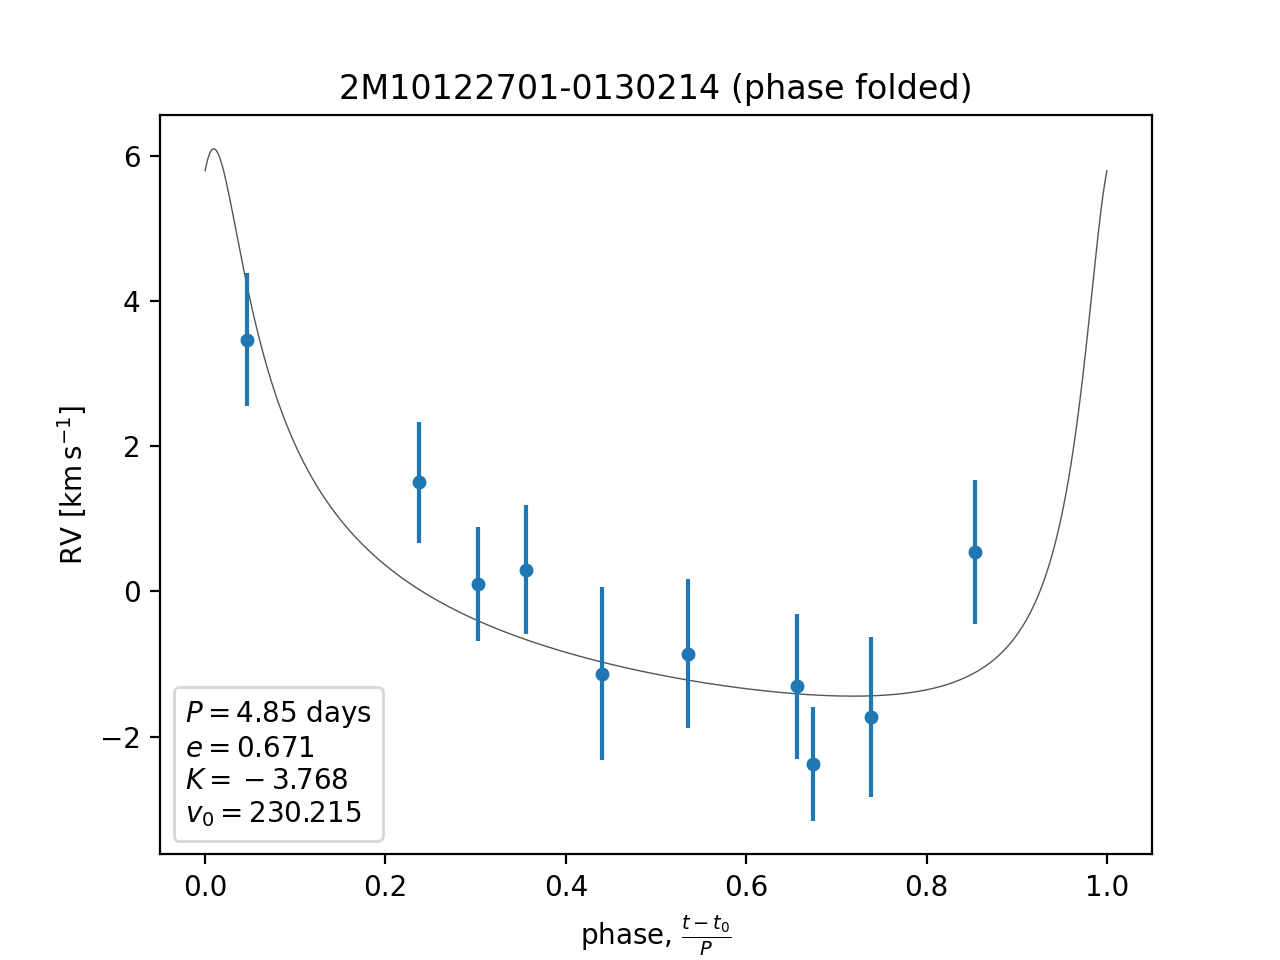 2M10122701-0130214 (phase folded)
RV [km s⁻¹]
6
4
2
0
−2
P = 4.85 days
e = 0.671
K = −3.768
v₀ = 230.215
0.0 0.2 0.4 0.6 0.8 1.0
phase, (t − t₀)/P